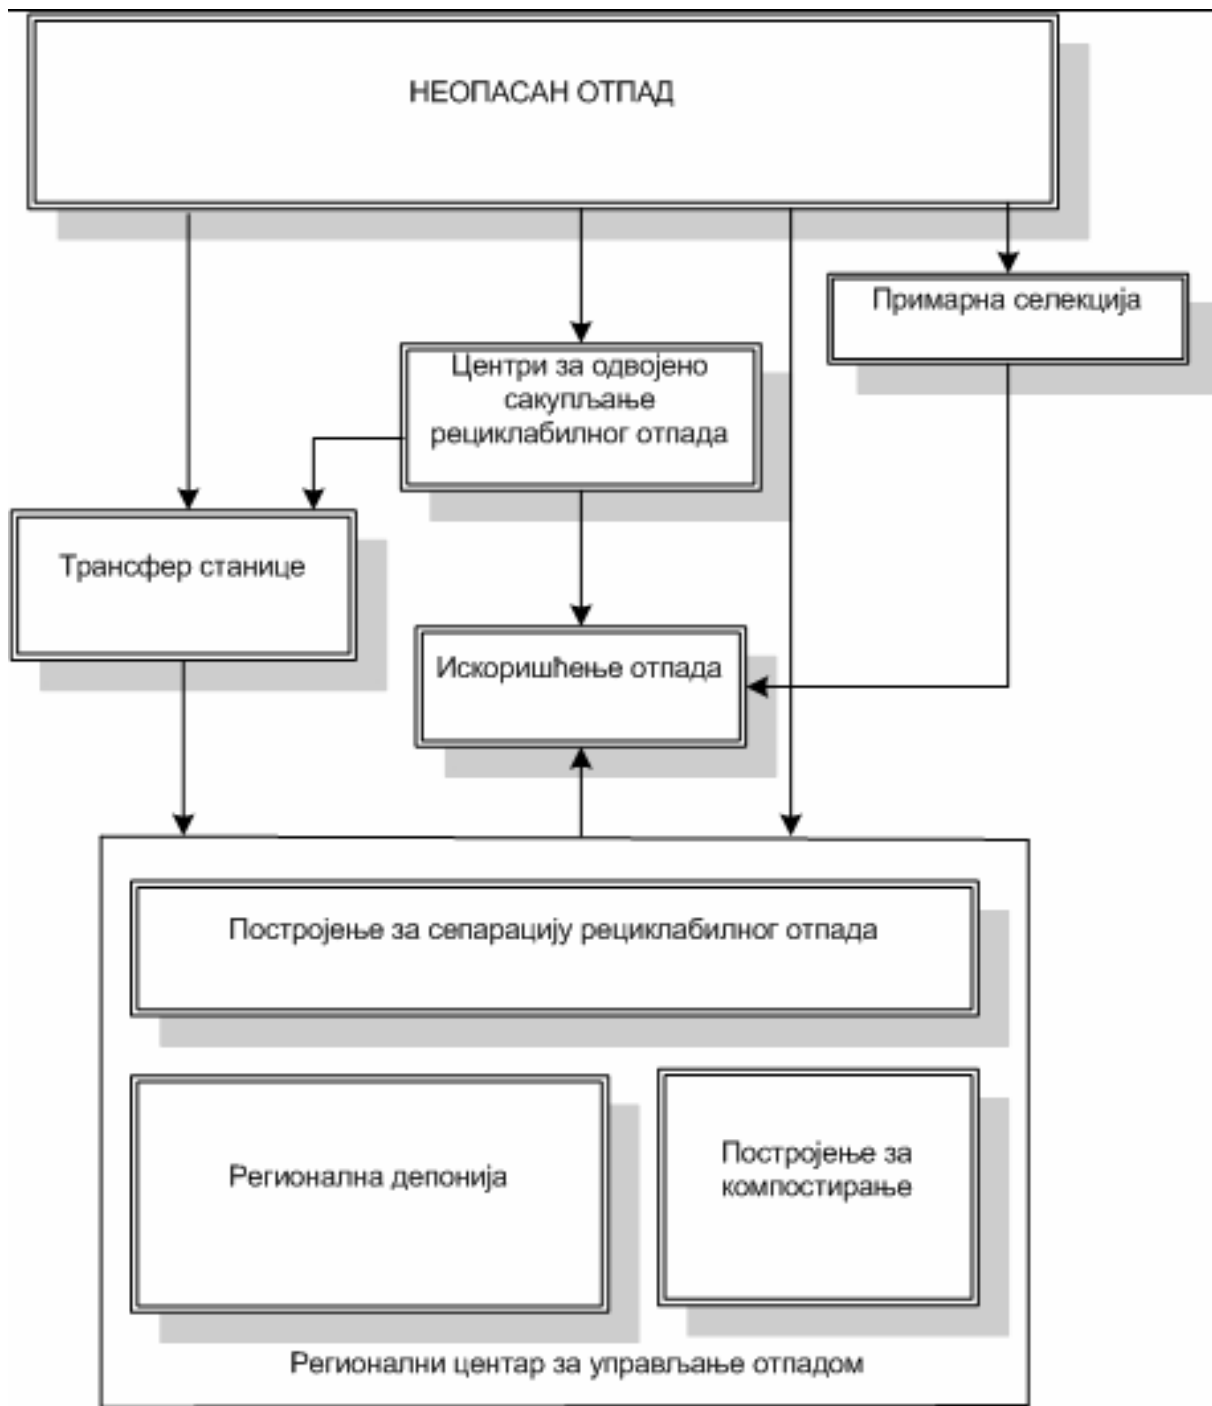 НЕОПАСАН ОТПАД
Примарна селекција
Центри за одвојено
сакупљање
рециклабилног отпада
Трансфер станице
Искоришћење отпада
Постројење за сепарацију рециклабилног отпада
Регионална депонија
Постројење за
компостирање
Регионални центар за управљање отпадом